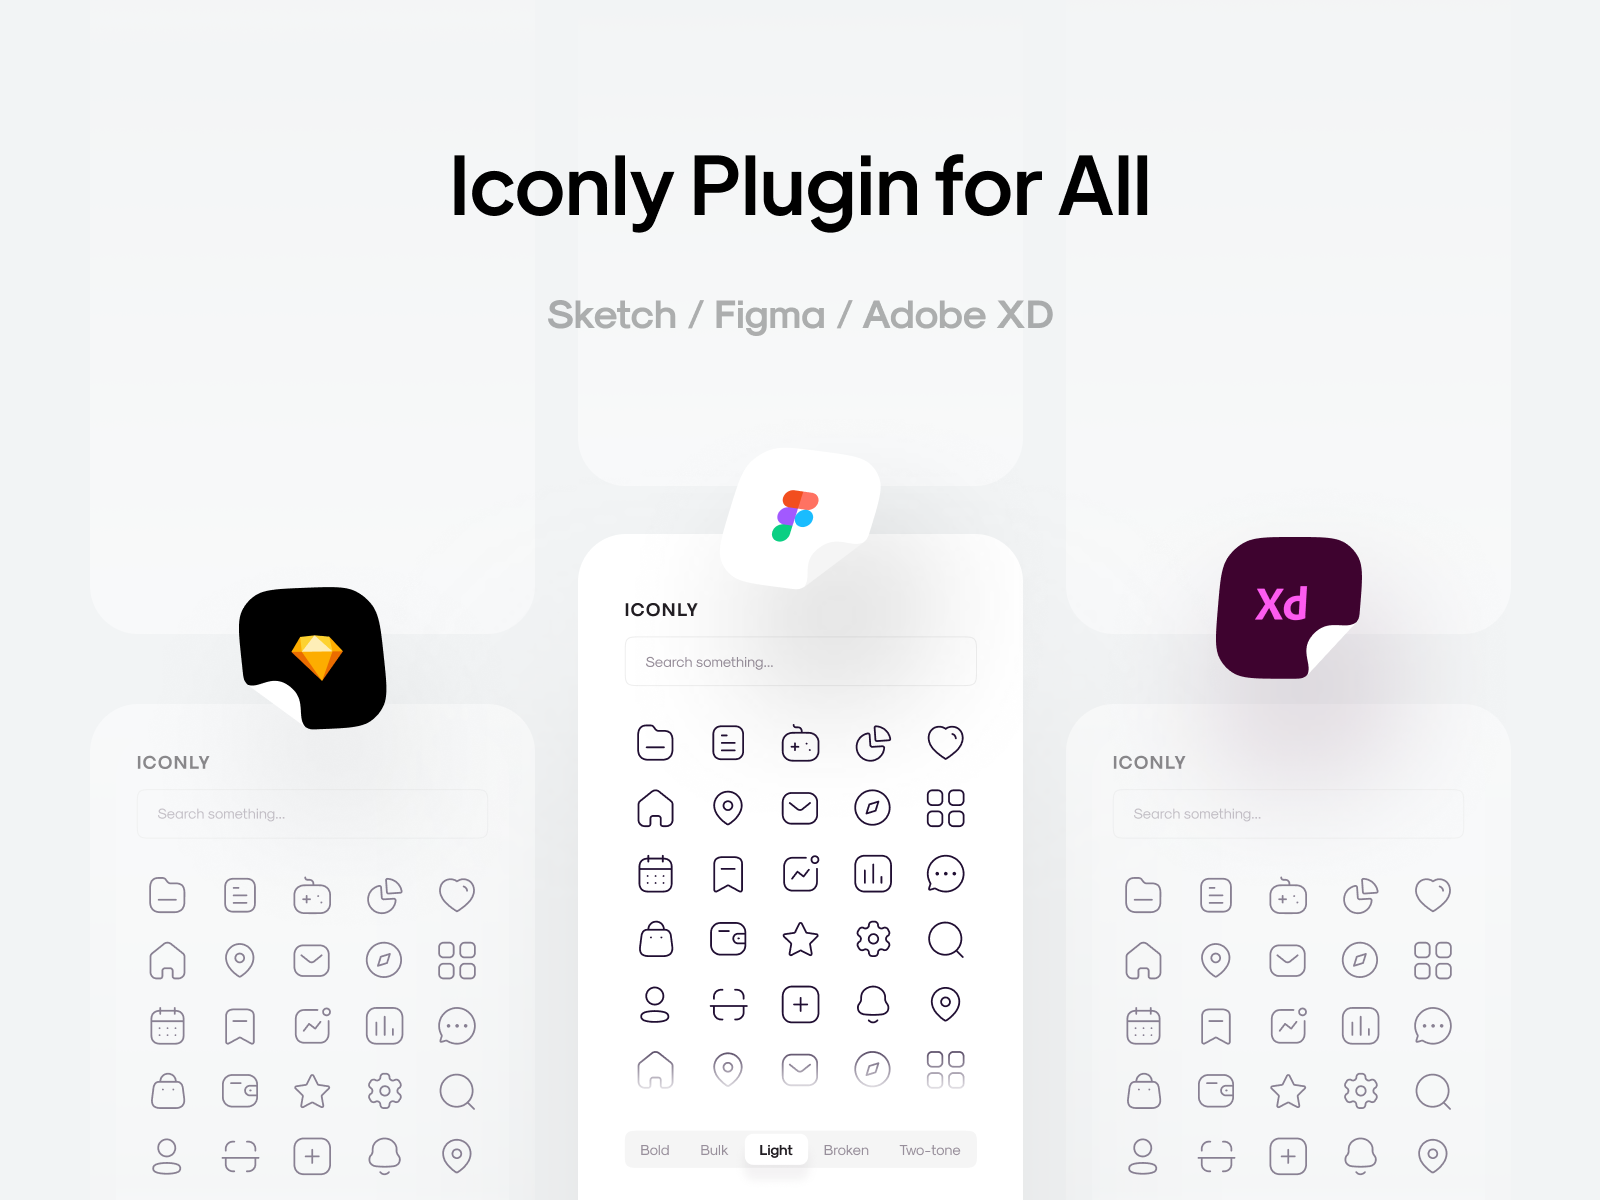 Iconly Plugin for All
Sketch / Figma / Adobe XD
Xd
ICONLY
Search something...
ICONLY
Search something...
ICONLY
Search something...
Bold Bulk Light Broken Two-tone